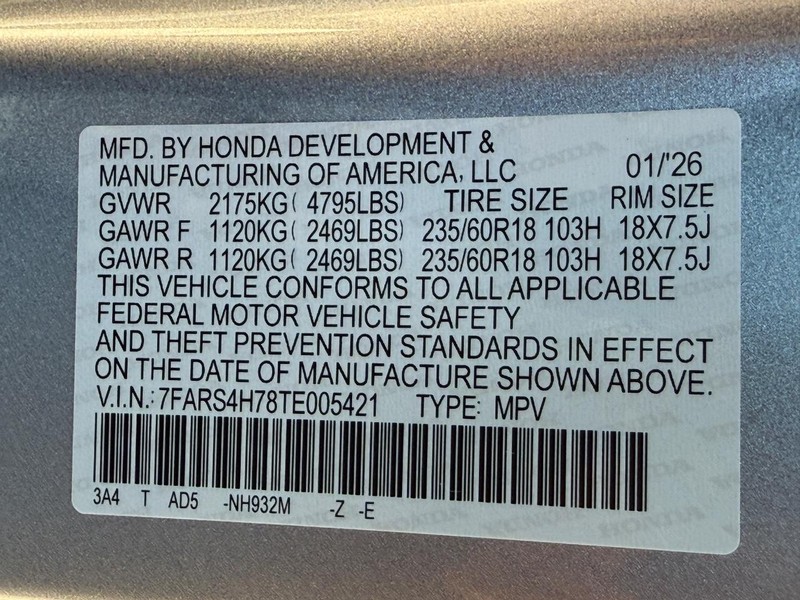 MFD. BY HONDA DEVELOPMENT &
MANUFACTURING OF AMERICA, LLC 01/'26
GVWR 2175KG( 4795LBS) TIRE SIZE RIM SIZE
GAWR F 1120KG( 2469LBS) 235/60R18 103H 18X7.5J
GAWR R 1120KG( 2469LBS) 235/60R18 103H 18X7.5J
THIS VEHICLE CONFORMS TO ALL APPLICABLE
FEDERAL MOTOR VEHICLE SAFETY
AND THEFT PREVENTION STANDARDS IN EFFECT
ON THE DATE OF MANUFACTURE SHOWN ABOVE.
V.I.N.: 7FARS4H78TE005421 TYPE: MPV
3A4 T AD5 -NH932M -Z -E